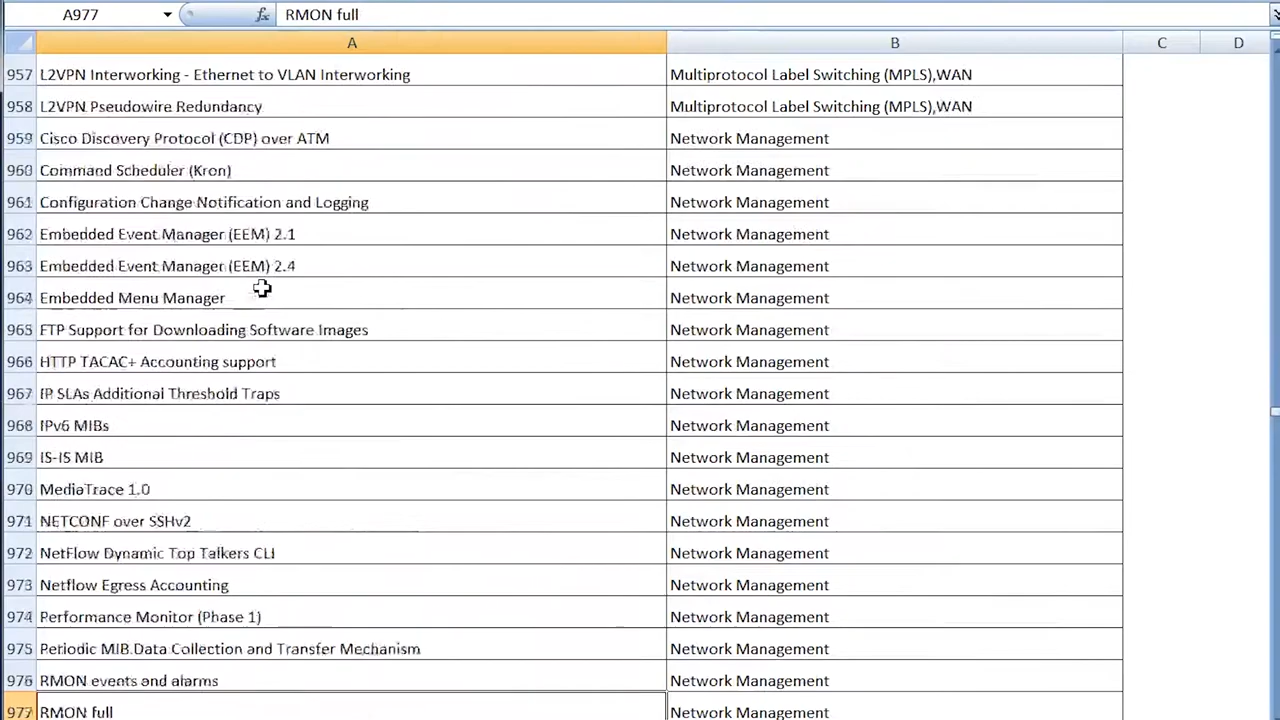 A977 fx RMON full
A B C D
957 L2VPN Interworking - Ethernet to VLAN Interworking Multiprotocol Label Switching (MPLS),WAN
958 L2VPN Pseudowire Redundancy Multiprotocol Label Switching (MPLS),WAN
959 Cisco Discovery Protocol (CDP) over ATM Network Management
960 Command Scheduler (Kron) Network Management
961 Configuration Change Notification and Logging Network Management
962 Embedded Event Manager (EEM) 2.1 Network Management
963 Embedded Event Manager (EEM) 2.4 Network Management
964 Embedded Menu Manager Network Management
965 FTP Support for Downloading Software Images Network Management
966 HTTP TACAC+ Accounting support Network Management
967 IP SLAs Additional Threshold Traps Network Management
968 IPv6 MIBs Network Management
969 IS-IS MIB Network Management
970 MediaTrace 1.0 Network Management
971 NETCONF over SSHv2 Network Management
972 NetFlow Dynamic Top Talkers CLI Network Management
973 Netflow Egress Accounting Network Management
974 Performance Monitor (Phase 1) Network Management
975 Periodic MIB Data Collection and Transfer Mechanism Network Management
976 RMON events and alarms Network Management
977 RMON full Network Management